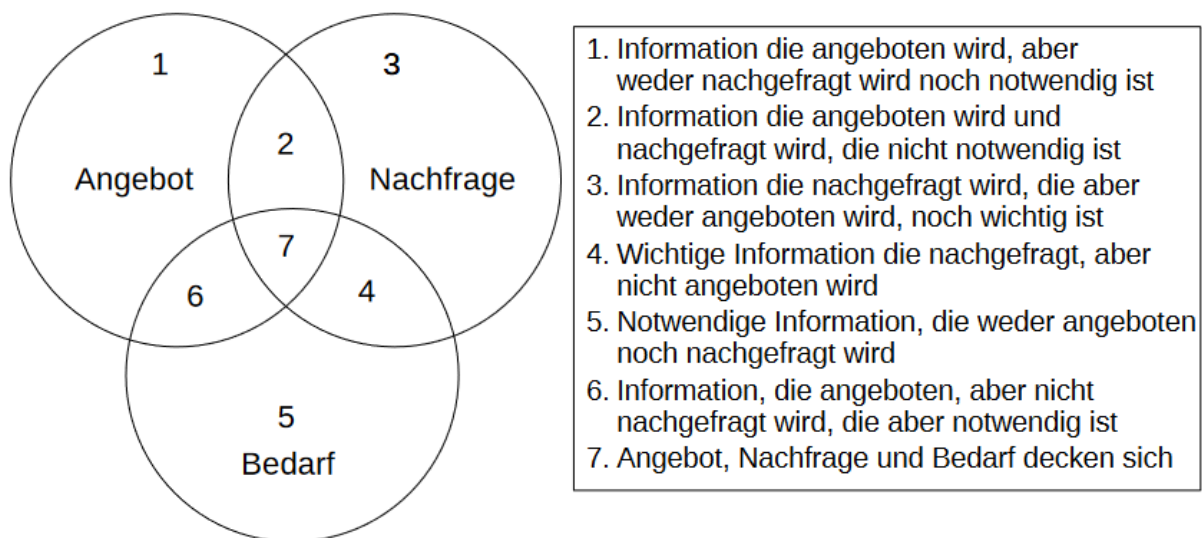 1
3
2
Angebot
Nachfrage
7
6
4
5
Bedarf
1. Information die angeboten wird, aber
weder nachgefragt wird noch notwendig ist
2. Information die angeboten wird und
nachgefragt wird, die nicht notwendig ist
3. Information die nachgefragt wird, die aber
weder angeboten wird, noch wichtig ist
4. Wichtige Information die nachgefragt, aber
nicht angeboten wird
5. Notwendige Information, die weder angeboten
noch nachgefragt wird
6. Information, die angeboten, aber nicht
nachgefragt wird, die aber notwendig ist
7. Angebot, Nachfrage und Bedarf decken sich